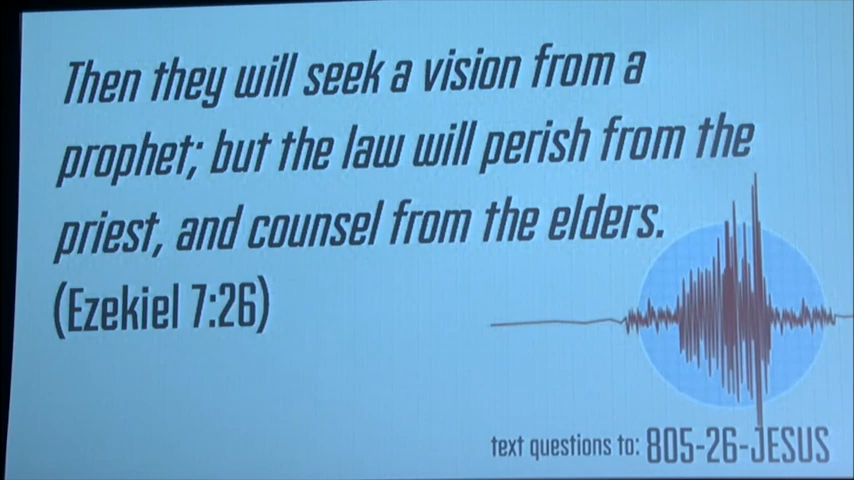 Then they will seek a vision from a
prophet; but the law will perish from the
priest, and counsel from the elders.
(Ezekiel 7:26)
text questions to: 805-26-JESUS